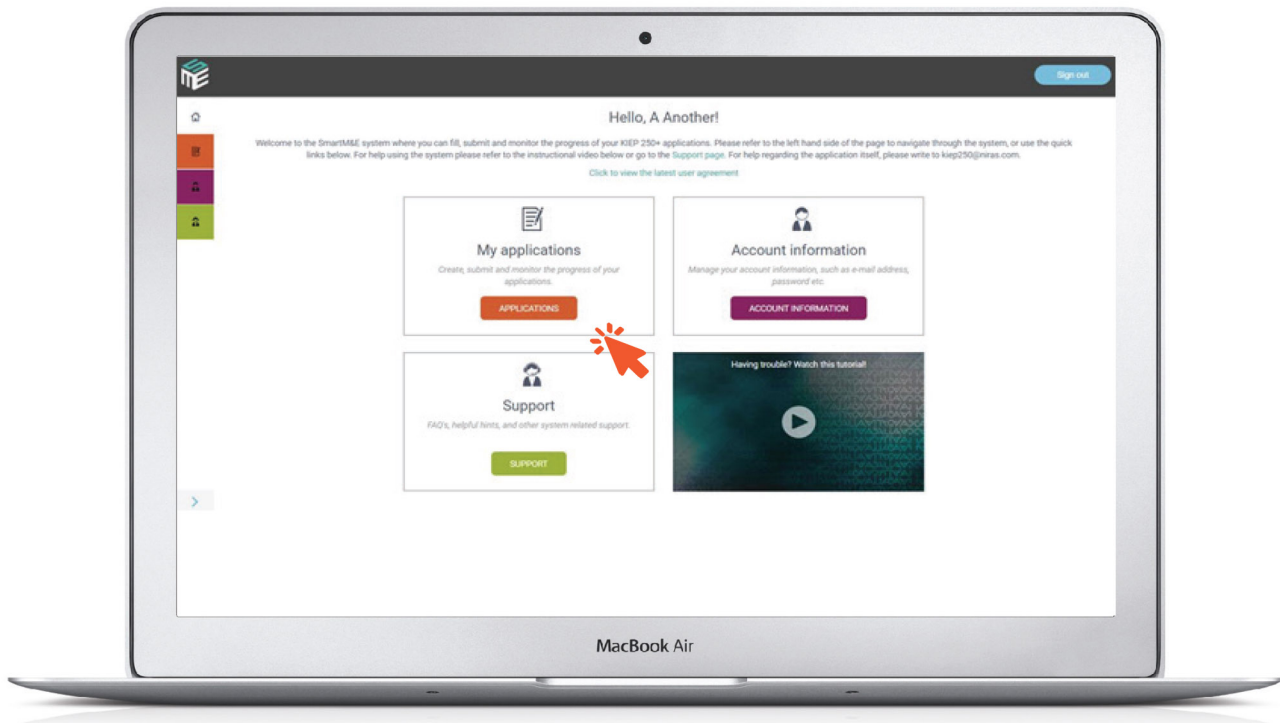 SME
Sign out
Hello, A Another!
Welcome to the SmartM&E system where you can fill, submit and monitor the progress of your KIEP 250+ applications. Please refer to the left hand side of the page to navigate through the system, or use the quick
links below. For help using the system please refer to the instructional video below or go to the Support page. For help regarding the application itself, please write to kiep250@niras.com.
Click to view the latest user agreement
My applications
Create, submit and monitor the progress of your
applications.
APPLICATIONS
Account information
Manage your account information, such as e-mail address,
password etc
ACCOUNT INFORMATION
Support
FAQ's, helpful hints, and other system related support.
SUPPORT
Having trouble? Watch this tutorial!
MacBook Air